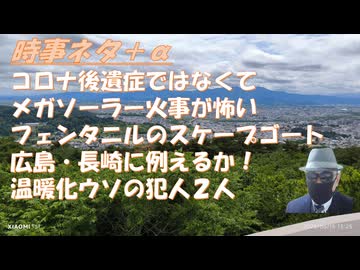 時事ネタ＋α
コロナ後遺症ではなくて
メガソーラー火事が怖い
フェンタニルのスケープゴート
広島・長崎に例えるか！
温暖化ウソの犯人２人